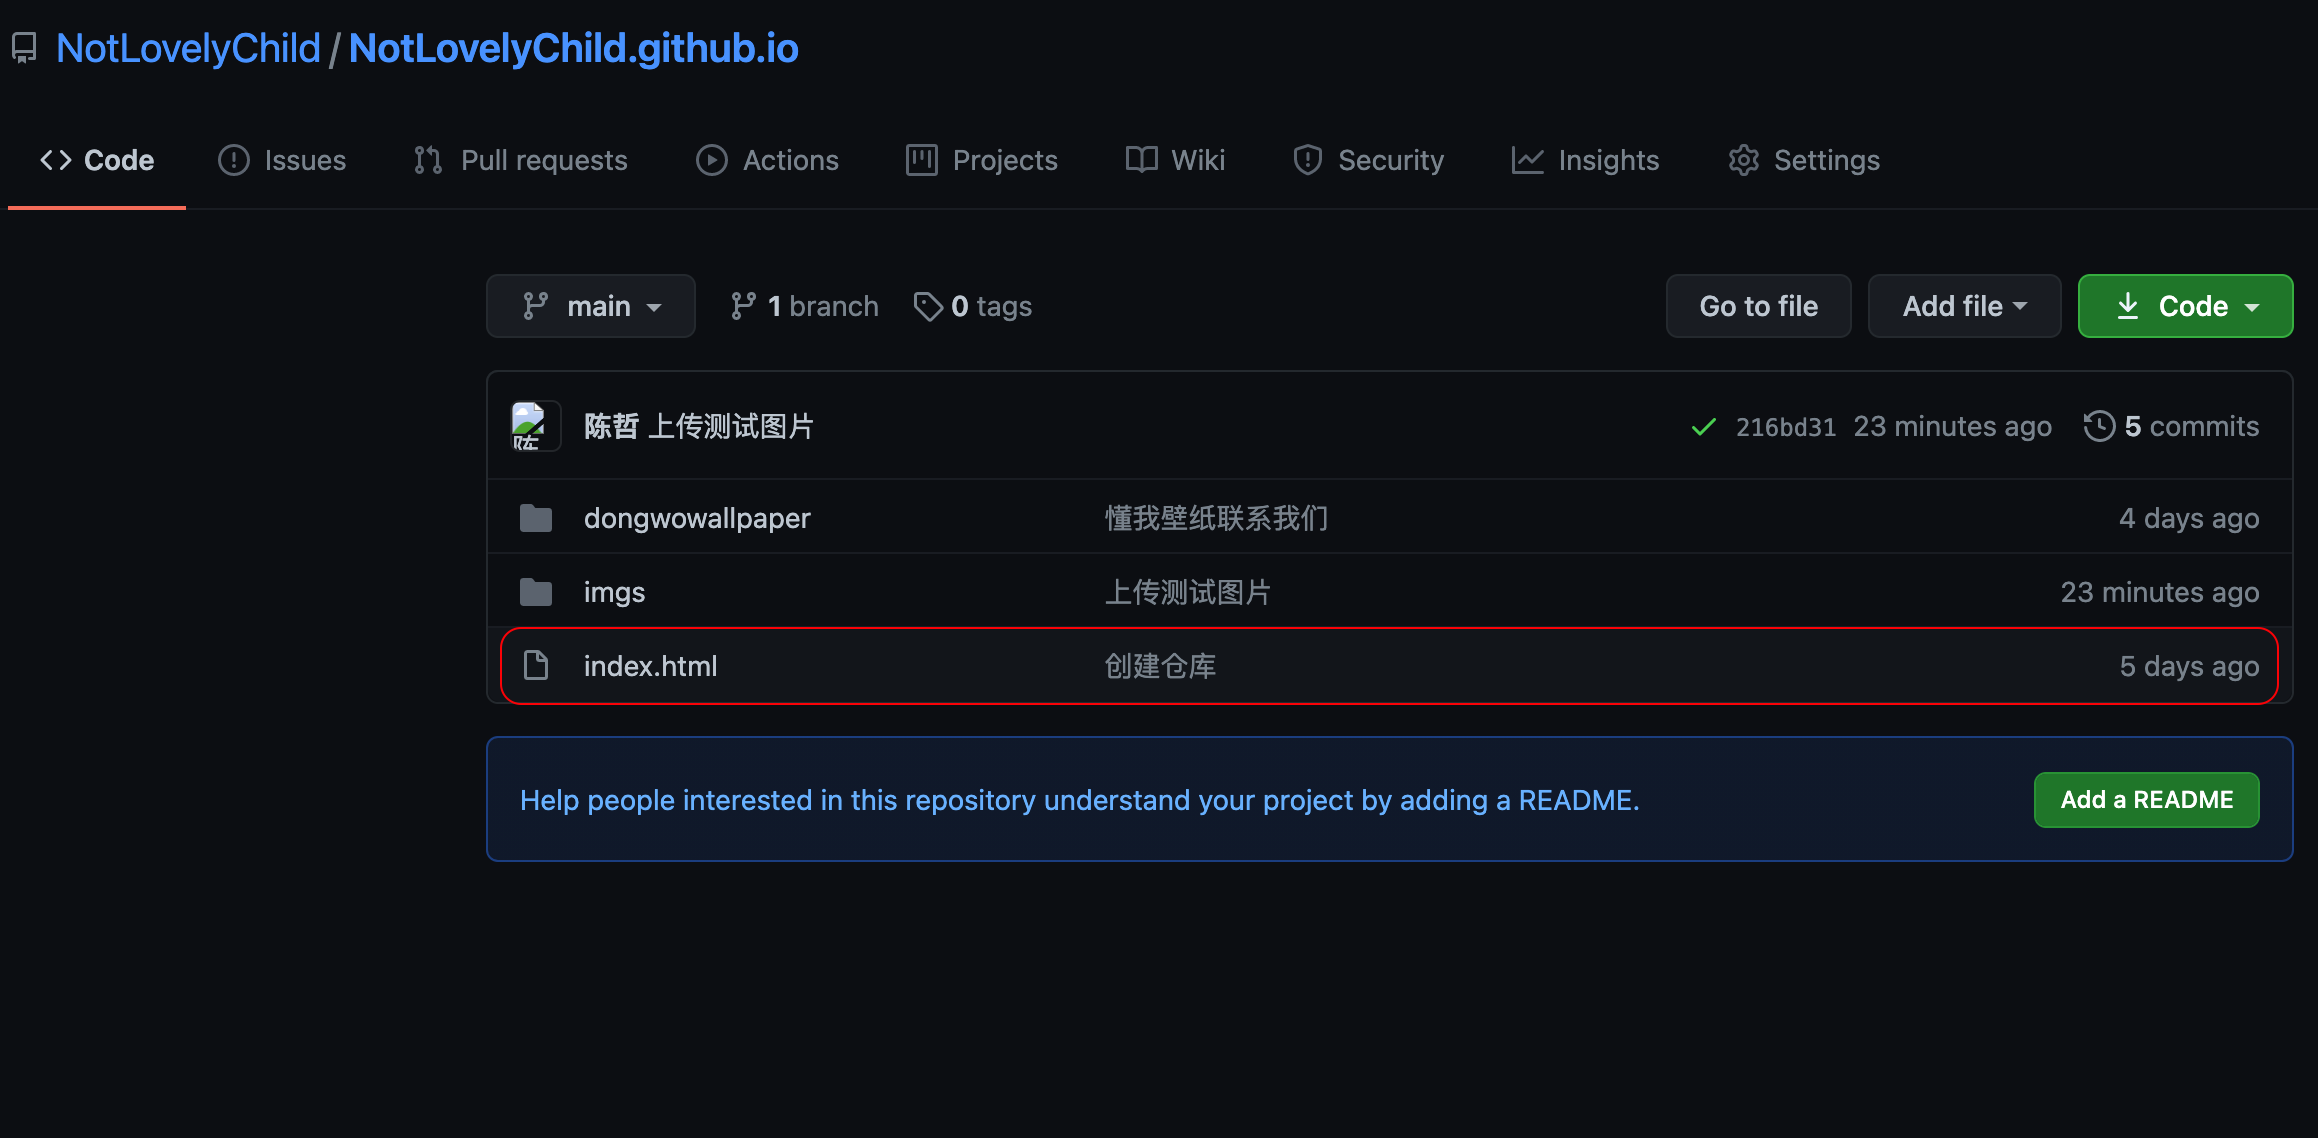 NotLovelyChild / NotLovelyChild.github.io
Code Issues Pull requests Actions Projects Wiki Security Insights Settings
main 1 branch 0 tags Go to file Add file Code
陈 陈哲 上传测试图片 216bd31 23 minutes ago 5 commits
dongwowallpaper 懂我壁纸联系我们 4 days ago
imgs 上传测试图片 23 minutes ago
index.html 创建仓库 5 days ago
Help people interested in this repository understand your project by adding a README. Add a README